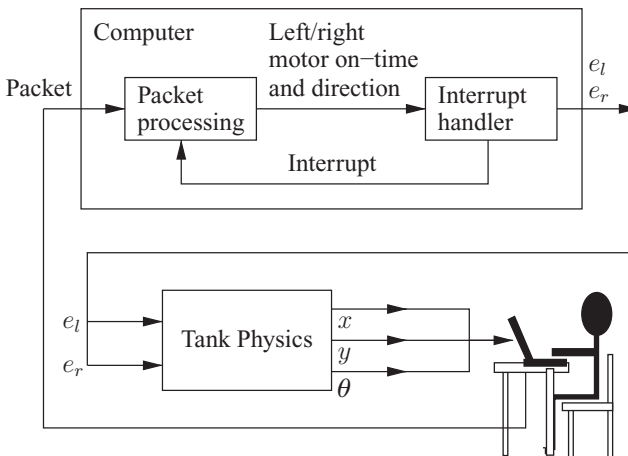 Computer
Left/right
motor on−time
and direction
Packet
Packet
processing
Interrupt
handler
e_l
e_r
Interrupt
e_l
e_r
Tank Physics
x
y
θ